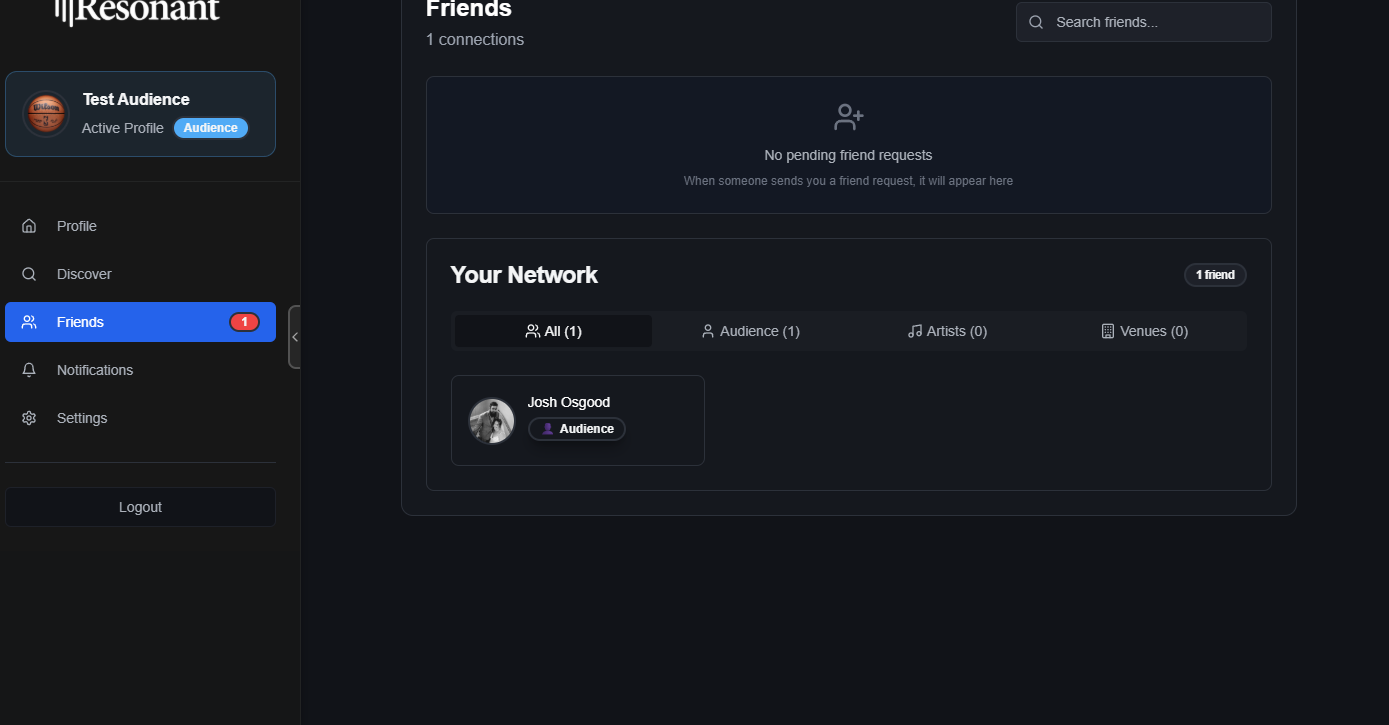 Resonant
Test Audience
Active Profile Audience
Profile
Discover
Friends 1
Notifications
Settings
Logout
Friends
1 connections
Search friends...
No pending friend requests
When someone sends you a friend request, it will appear here
Your Network
1 friend
All (1)
Audience (1)
Artists (0)
Venues (0)
Josh Osgood
Audience
Wilson